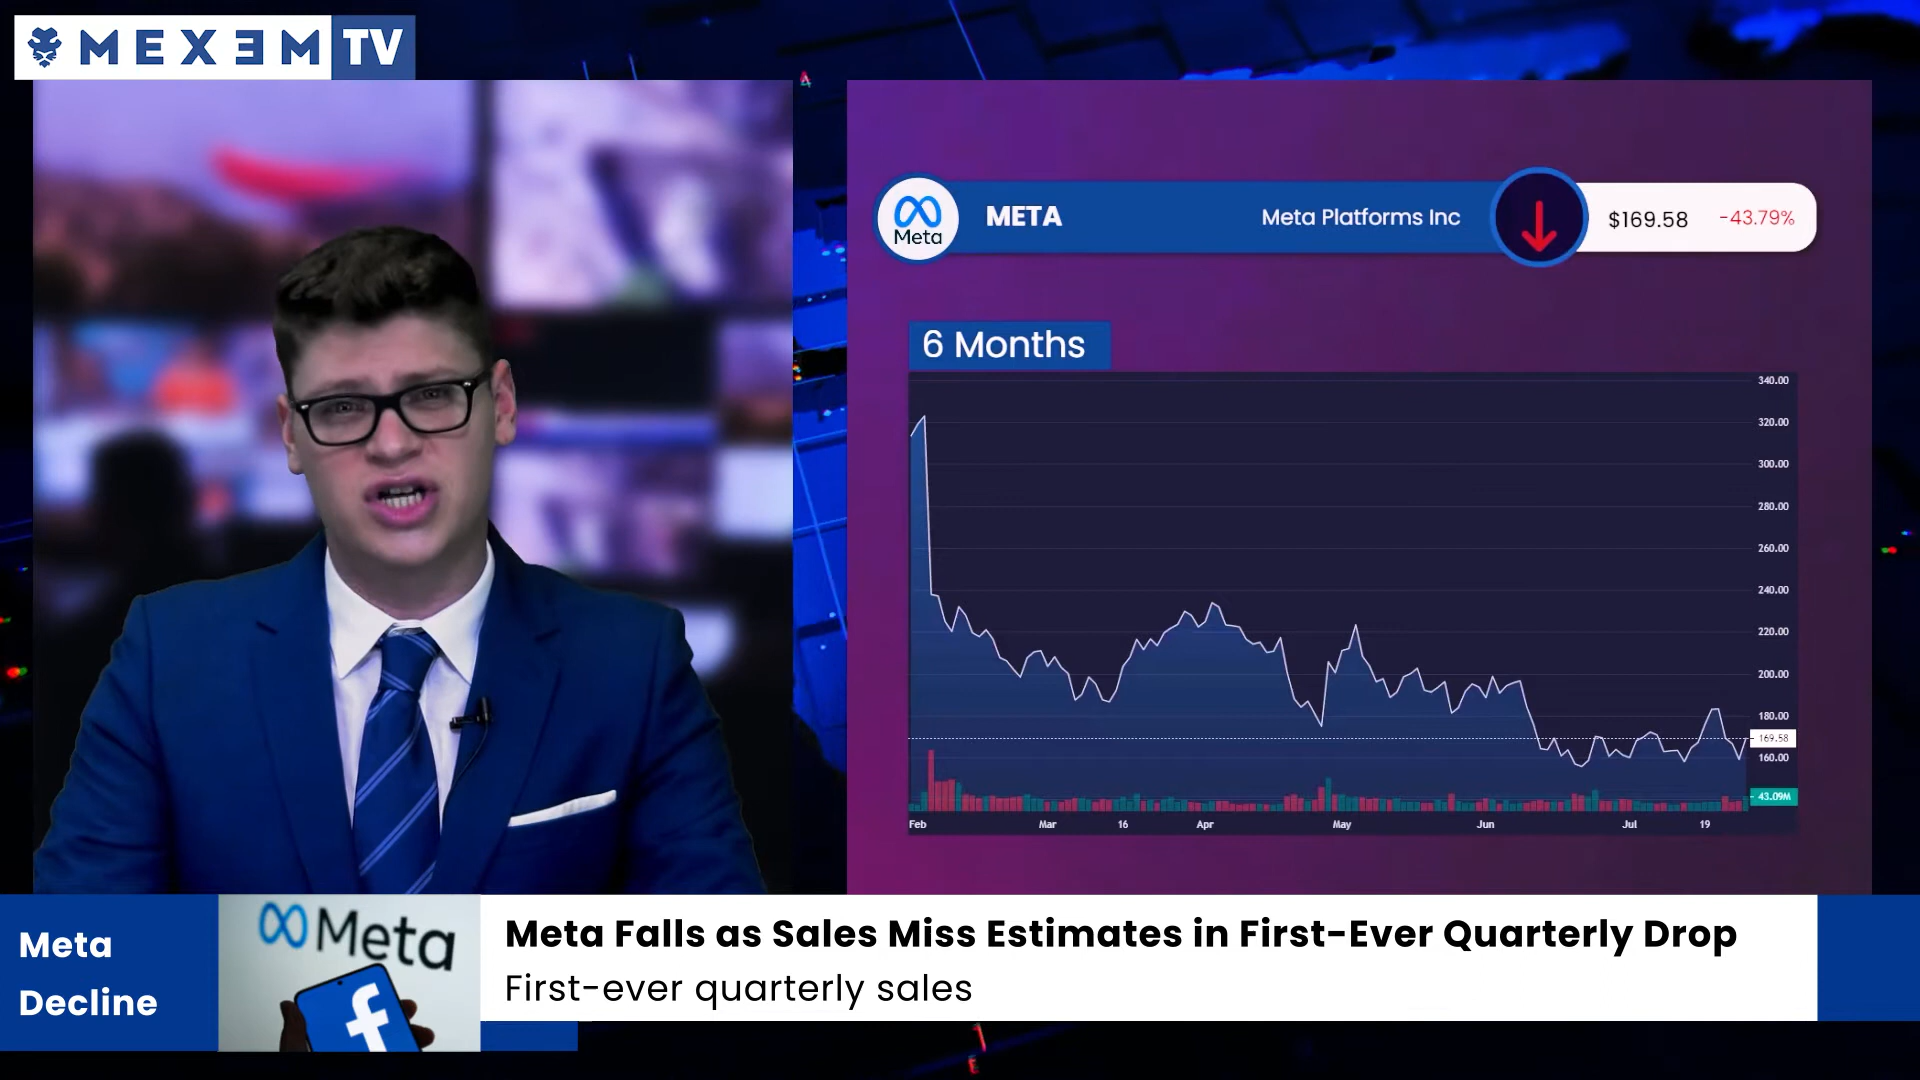 MEXEM TV
Meta
META
Meta Platforms Inc
$169.58
-43.79%
6 Months
340.00
320.00
300.00
280.00
260.00
240.00
220.00
200.00
180.00
169.58
160.00
43.09M
Feb Mar 16 Apr May Jun Jul 19
Meta
Decline
Meta
f
Meta Falls as Sales Miss Estimates in First-Ever Quarterly Drop
First-ever quarterly sales